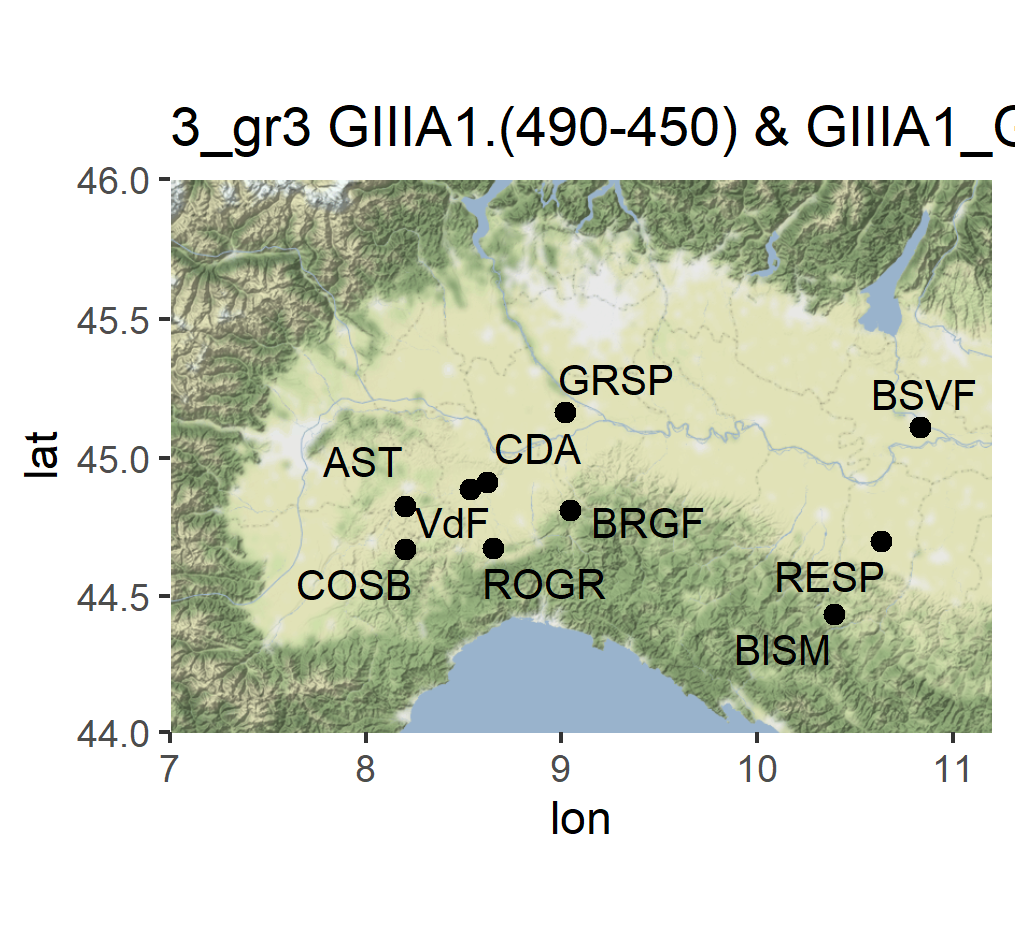 3_gr3 GIIIA1.(490-450) & GIIIA1_
46.0
45.5
GRSP
BSVF
45.0
CDA
AST
VdF
BRGF
RESP
COSB
ROGR
44.5
BISM
44.0
7 8 9 10 11
lon
lat